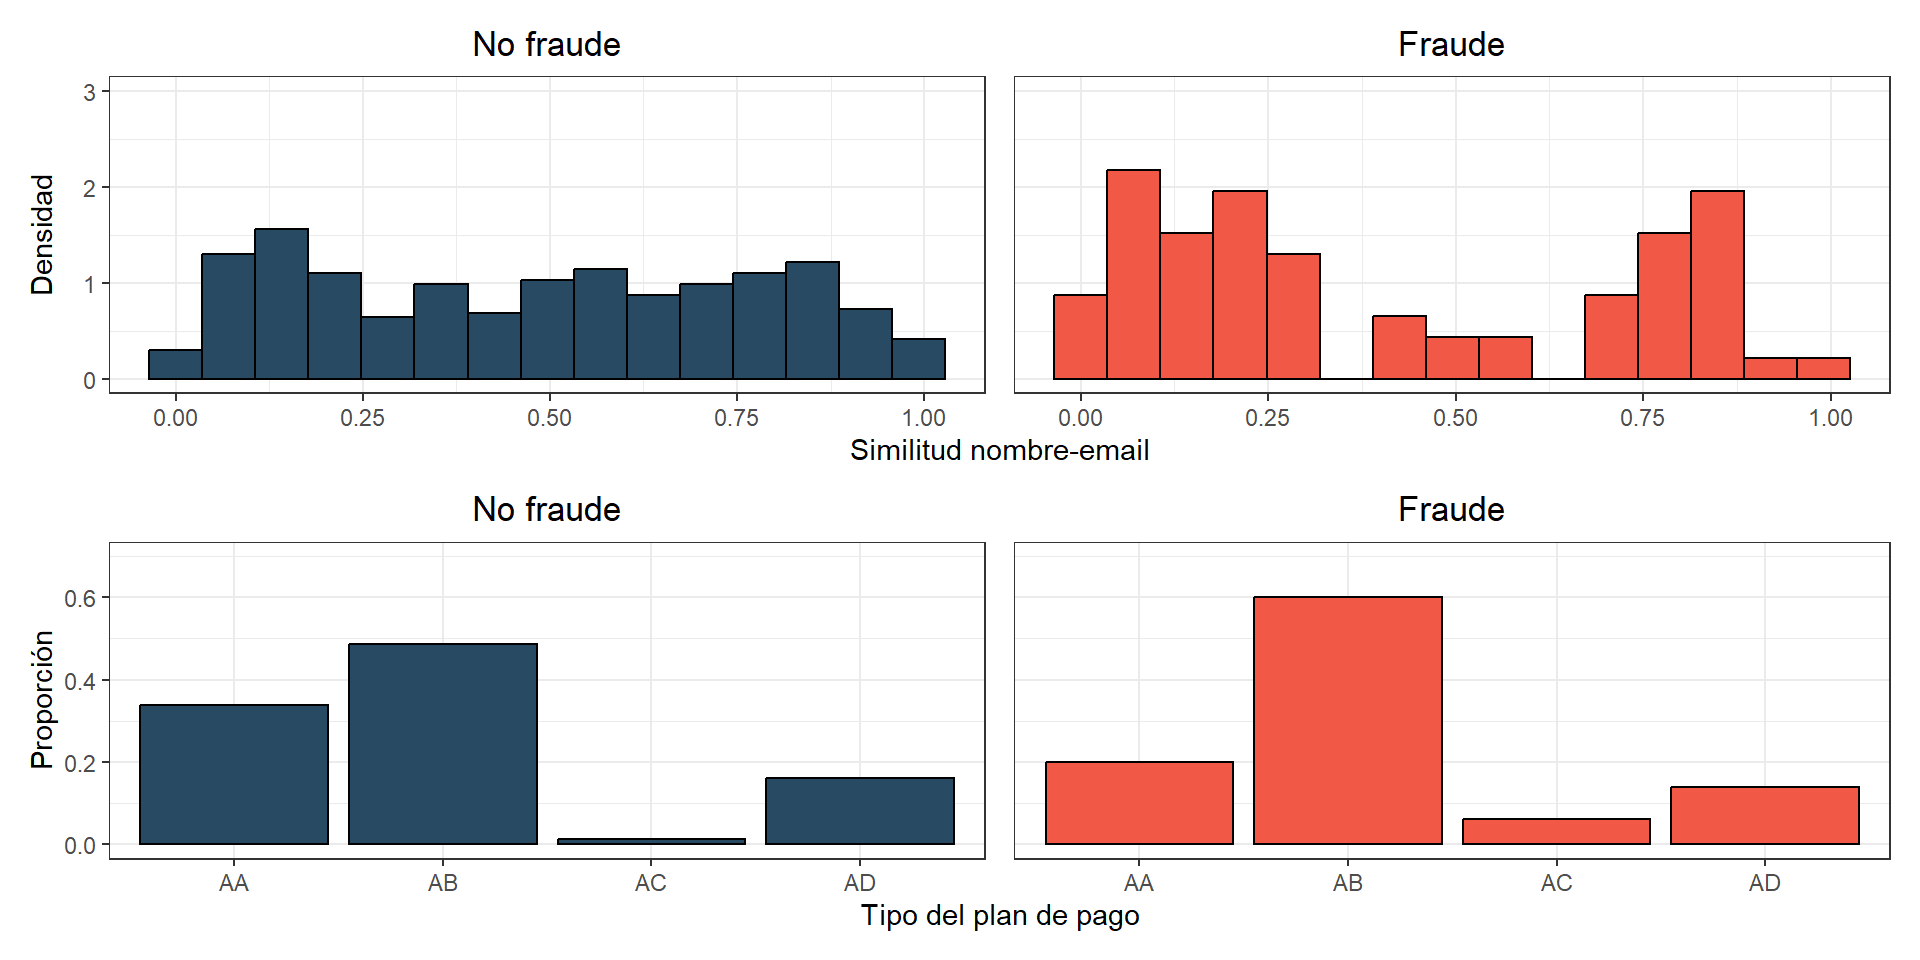 No fraude
Fraude
Densidad
3
2
1
0
0.00 0.25 0.50 0.75 1.00
0.00 0.25 0.50 0.75 1.00
Similitud nombre-email
No fraude
Fraude
Proporción
0.6
0.4
0.2
0.0
AA AB AC AD
AA AB AC AD
Tipo del plan de pago